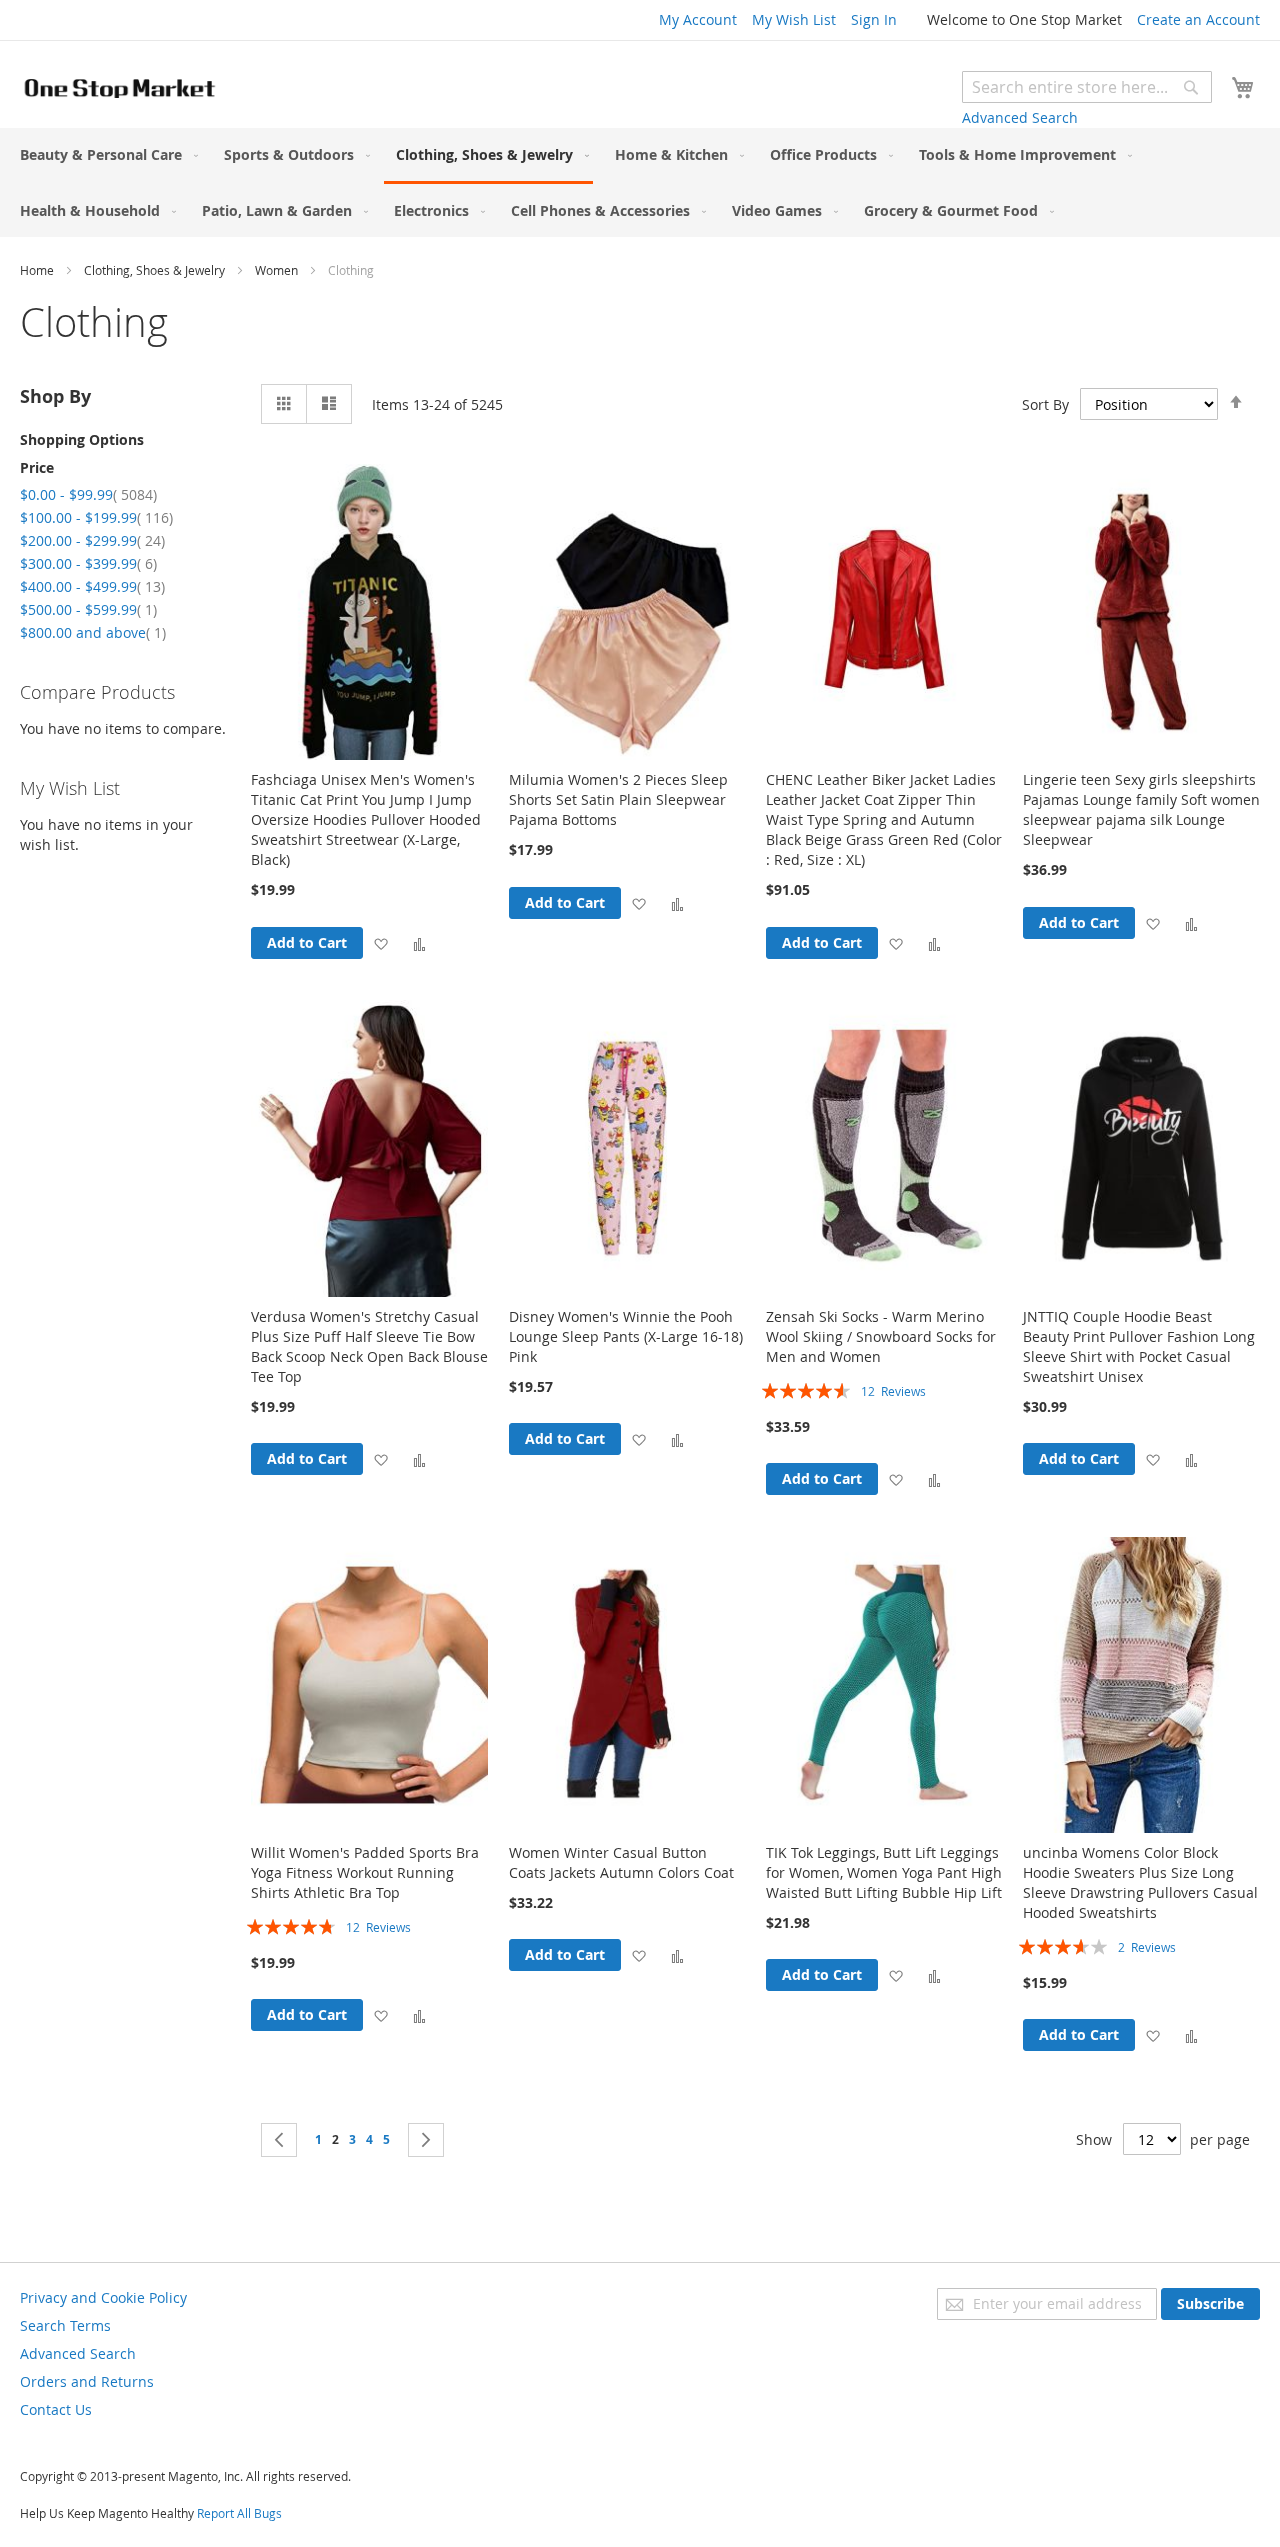 My Account My Wish List Sign In Welcome to One Stop Market Create an Account
One Stop Market
Search entire store here...
Advanced Search
Beauty & Personal Care Sports & Outdoors Clothing, Shoes & Jewelry Home & Kitchen Office Products Tools & Home Improvement
Health & Household Patio, Lawn & Garden Electronics Cell Phones & Accessories Video Games Grocery & Gourmet Food
Home Clothing, Shoes & Jewelry Women Clothing
Clothing
Shop By
Shopping Options
Price
$0.00 - $99.99( 5084)
$100.00 - $199.99( 116)
$200.00 - $299.99( 24)
$300.00 - $399.99( 6)
$400.00 - $499.99( 13)
$500.00 - $599.99( 1)
$800.00 and above( 1)
Compare Products
You have no items to compare.
My Wish List
You have no items in your
wish list.
Items 13-24 of 5245
Sort By Position
TITANIC
YOU JUMP, I JUMP
Fashciaga Unisex Men's Women's
Titanic Cat Print You Jump I Jump
Oversize Hoodies Pullover Hooded
Sweatshirt Streetwear (X-Large,
Black)
$19.99
Add to Cart
Milumia Women's 2 Pieces Sleep
Shorts Set Satin Plain Sleepwear
Pajama Bottoms
$17.99
Add to Cart
CHENC Leather Biker Jacket Ladies
Leather Jacket Coat Zipper Thin
Waist Type Spring and Autumn
Black Beige Grass Green Red (Color
: Red, Size : XL)
$91.05
Add to Cart
Lingerie teen Sexy girls sleepshirts
Pajamas Lounge family Soft women
sleepwear pajama silk Lounge
Sleepwear
$36.99
Add to Cart
Verdusa Women's Stretchy Casual
Plus Size Puff Half Sleeve Tie Bow
Back Scoop Neck Open Back Blouse
Tee Top
$19.99
Add to Cart
Disney Women's Winnie the Pooh
Lounge Sleep Pants (X-Large 16-18)
Pink
$19.57
Add to Cart
Zensah Ski Socks - Warm Merino
Wool Skiing / Snowboard Socks for
Men and Women
12 Reviews
$33.59
Add to Cart
Beauty
JNTTIQ Couple Hoodie Beast
Beauty Print Pullover Fashion Long
Sleeve Shirt with Pocket Casual
Sweatshirt Unisex
$30.99
Add to Cart
Willit Women's Padded Sports Bra
Yoga Fitness Workout Running
Shirts Athletic Bra Top
12 Reviews
$19.99
Add to Cart
Women Winter Casual Button
Coats Jackets Autumn Colors Coat
$33.22
Add to Cart
TIK Tok Leggings, Butt Lift Leggings
for Women, Women Yoga Pant High
Waisted Butt Lifting Bubble Hip Lift
$21.98
Add to Cart
uncinba Womens Color Block
Hoodie Sweaters Plus Size Long
Sleeve Drawstring Pullovers Casual
Hooded Sweatshirts
2 Reviews
$15.99
Add to Cart
1 2 3 4 5
Show 12 per page
Privacy and Cookie Policy
Search Terms
Advanced Search
Orders and Returns
Contact Us
Enter your email address Subscribe
Copyright © 2013-present Magento, Inc. All rights reserved.
Help Us Keep Magento Healthy Report All Bugs